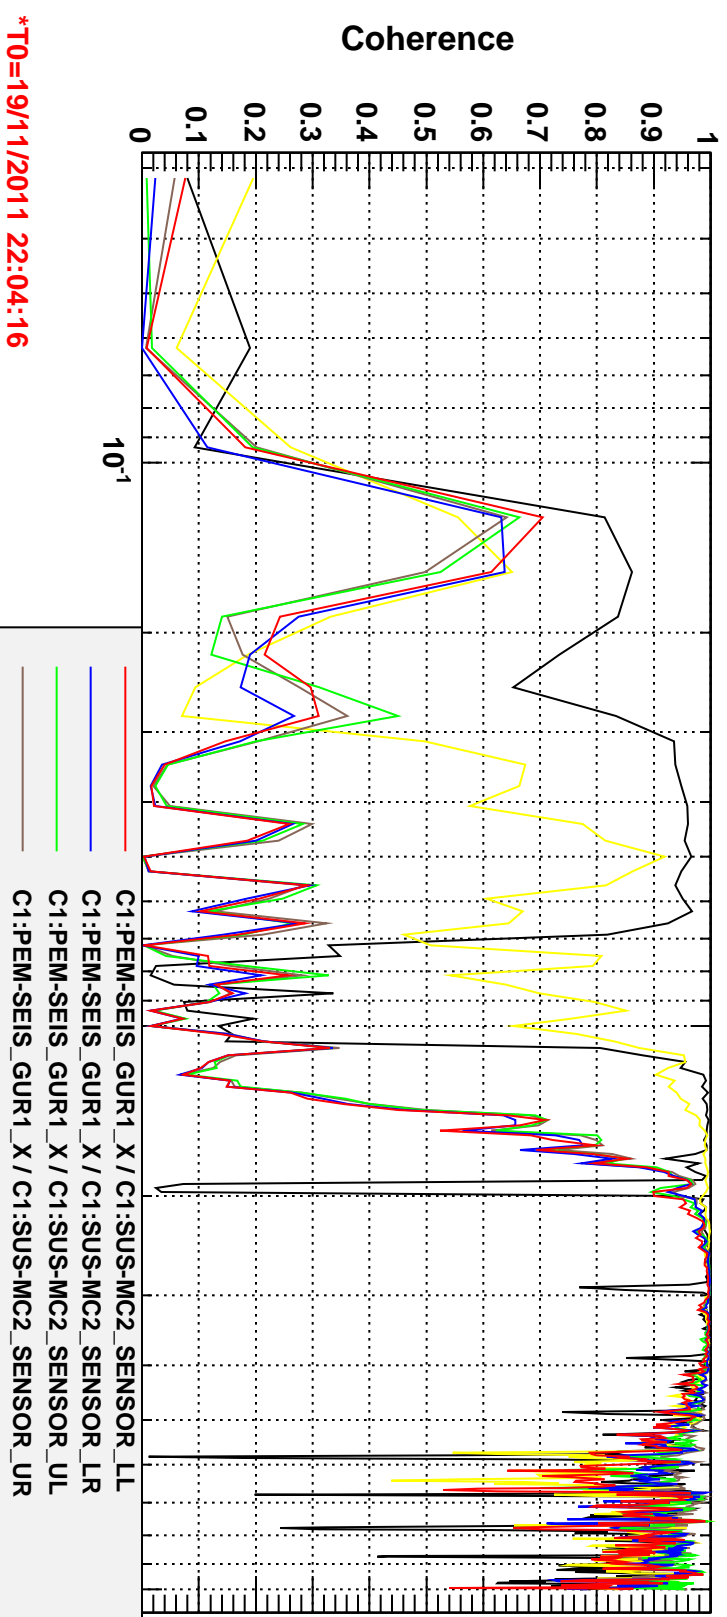 Coherence
1
0.9
0.8
0.7
0.6
0.5
0.4
0.3
0.2
0.1
0
10-1
*T0=19/11/2011 22:04:16
C1:PEM-SEIS_GUR1_X / C1:SUS-MC2_SENSOR_LL
C1:PEM-SEIS_GUR1_X / C1:SUS-MC2_SENSOR_LR
C1:PEM-SEIS_GUR1_X / C1:SUS-MC2_SENSOR_UL
C1:PEM-SEIS_GUR1_X / C1:SUS-MC2_SENSOR_UR